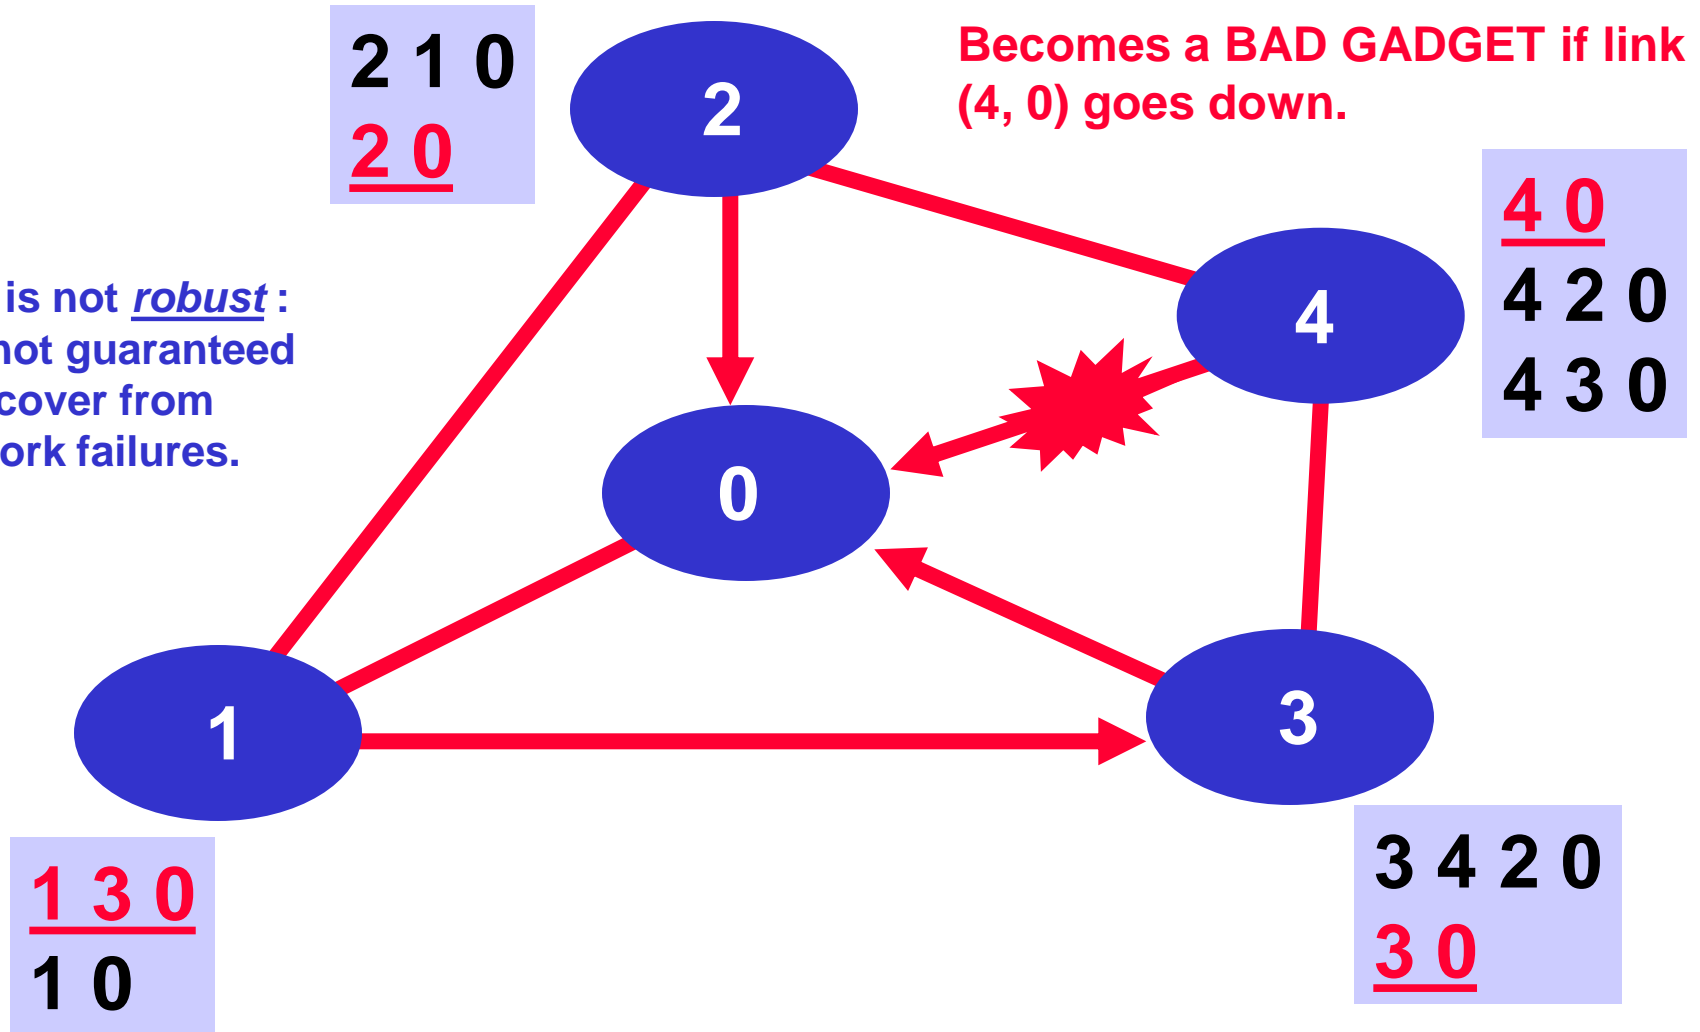 2 1 0
2 0
Becomes a BAD GADGET if link
(4, 0) goes down.
2
4 0
4 2 0
4 3 0
4
is not robust :
not guaranteed
cover from
ork failures.
0
1
3
1 3 0
1 0
3 4 2 0
3 0